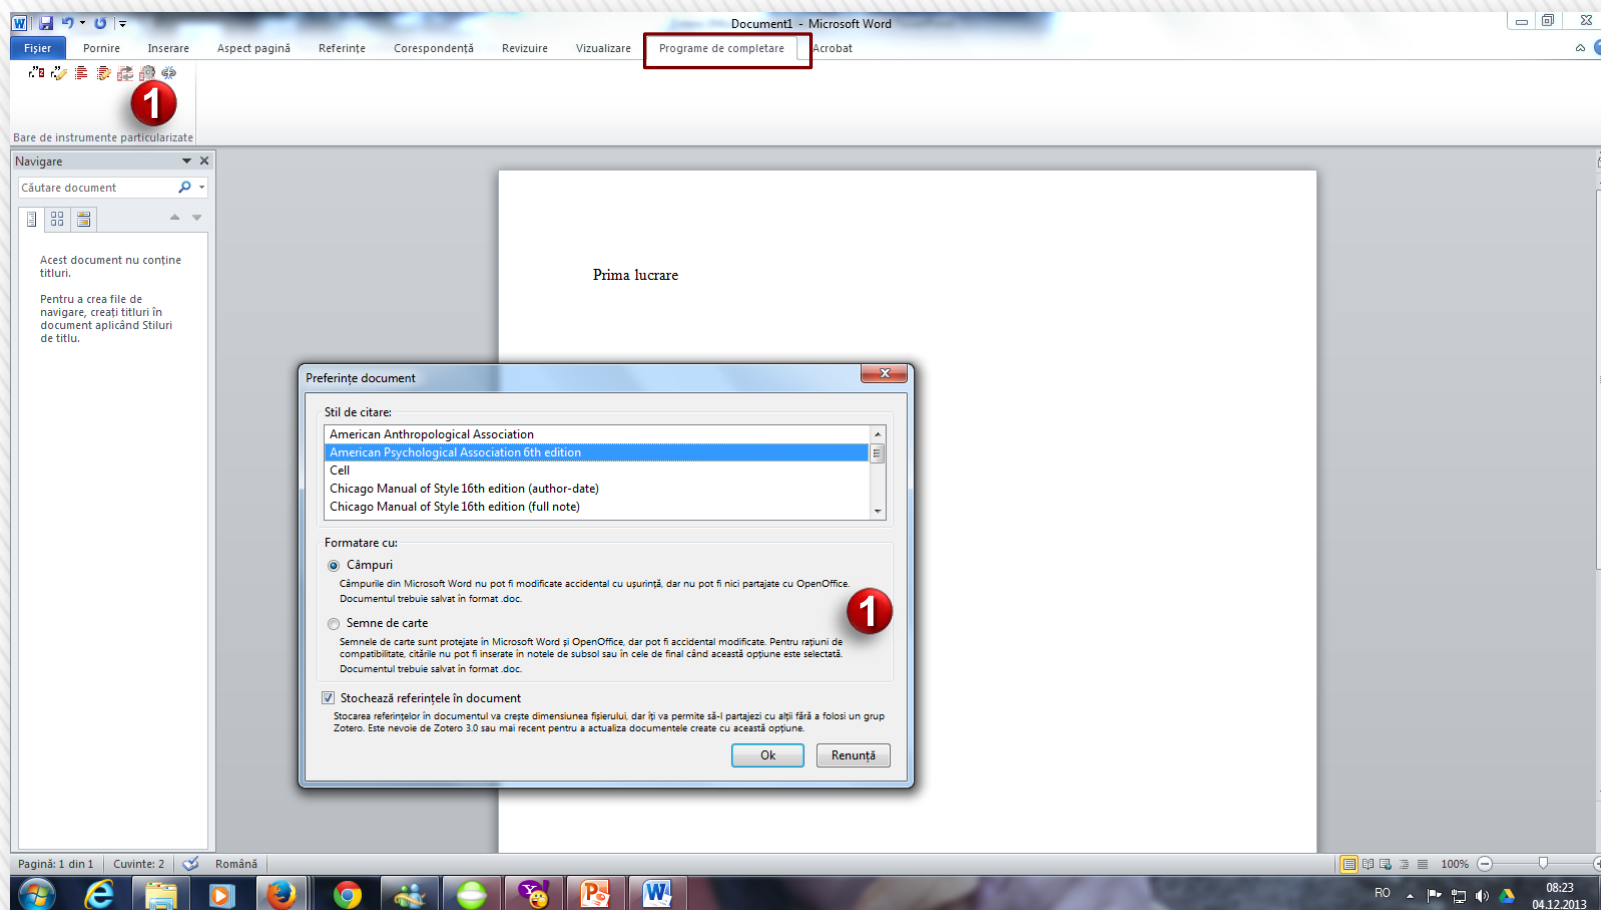 Document1 - Microsoft Word
Fișier Pornire Inserare Aspect pagină Referințe Corespondență Revizuire Vizualizare Programe de completare Acrobat
1
Bare de instrumente particularizate
Navigare
Căutare document
Acest document nu conține
titluri.
Pentru a crea file de
navigare, creați titluri în
document aplicând Stiluri
de titlu.
Prima lucrare
Preferințe document
Stil de citare:
American Anthropological Association
American Psychological Association 6th edition
Cell
Chicago Manual of Style 16th edition (author-date)
Chicago Manual of Style 16th edition (full note)
Formatare cu:
Câmpuri
Câmpurile din Microsoft Word nu pot fi modificate accidental cu ușurință, dar nu pot fi nici partajate cu OpenOffice.
Documentul trebuie salvat în format .doc.
1
Semne de carte
Semnele de carte sunt protejate în Microsoft Word și OpenOffice, dar pot fi accidental modificate. Pentru rațiuni de
compatibilitate, citările nu pot fi inserate în notele de subsol sau în cele de final când această opțiune este selectată.
Documentul trebuie salvat în format .doc.
Stochează referințele în document
Stocarea referințelor în documentul va crește dimensiunea fișierului, dar îți va permite să-l partajezi cu alții fără a folosi un grup
Zotero. Este nevoie de Zotero 3.0 sau mai recent pentru a actualiza documentele create cu această opțiune.
Ok Renunță
Pagină: 1 din 1 Cuvinte: 2 Română 100%
RO 08:23
04.12.2013